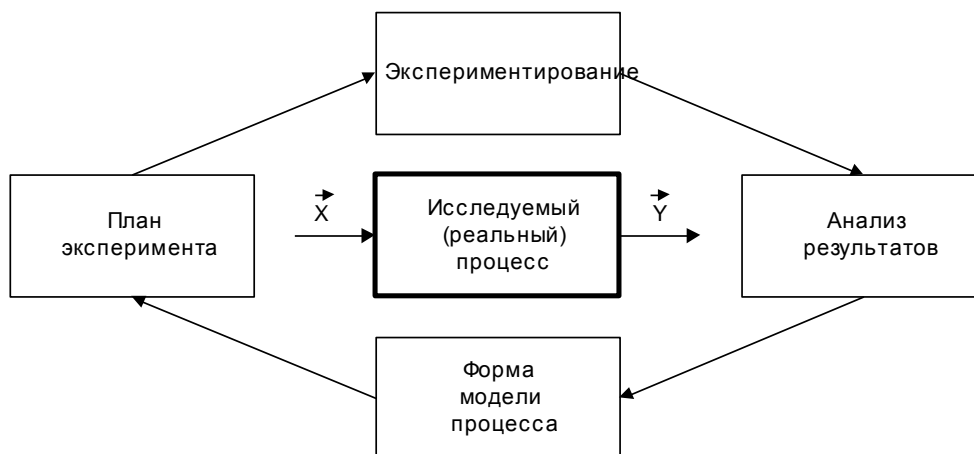 Экспериментирование
План
эксперимента
X
Исследуемый
(реальный)
процесс
Y
Анализ
результатов
Форма
модели
процесса